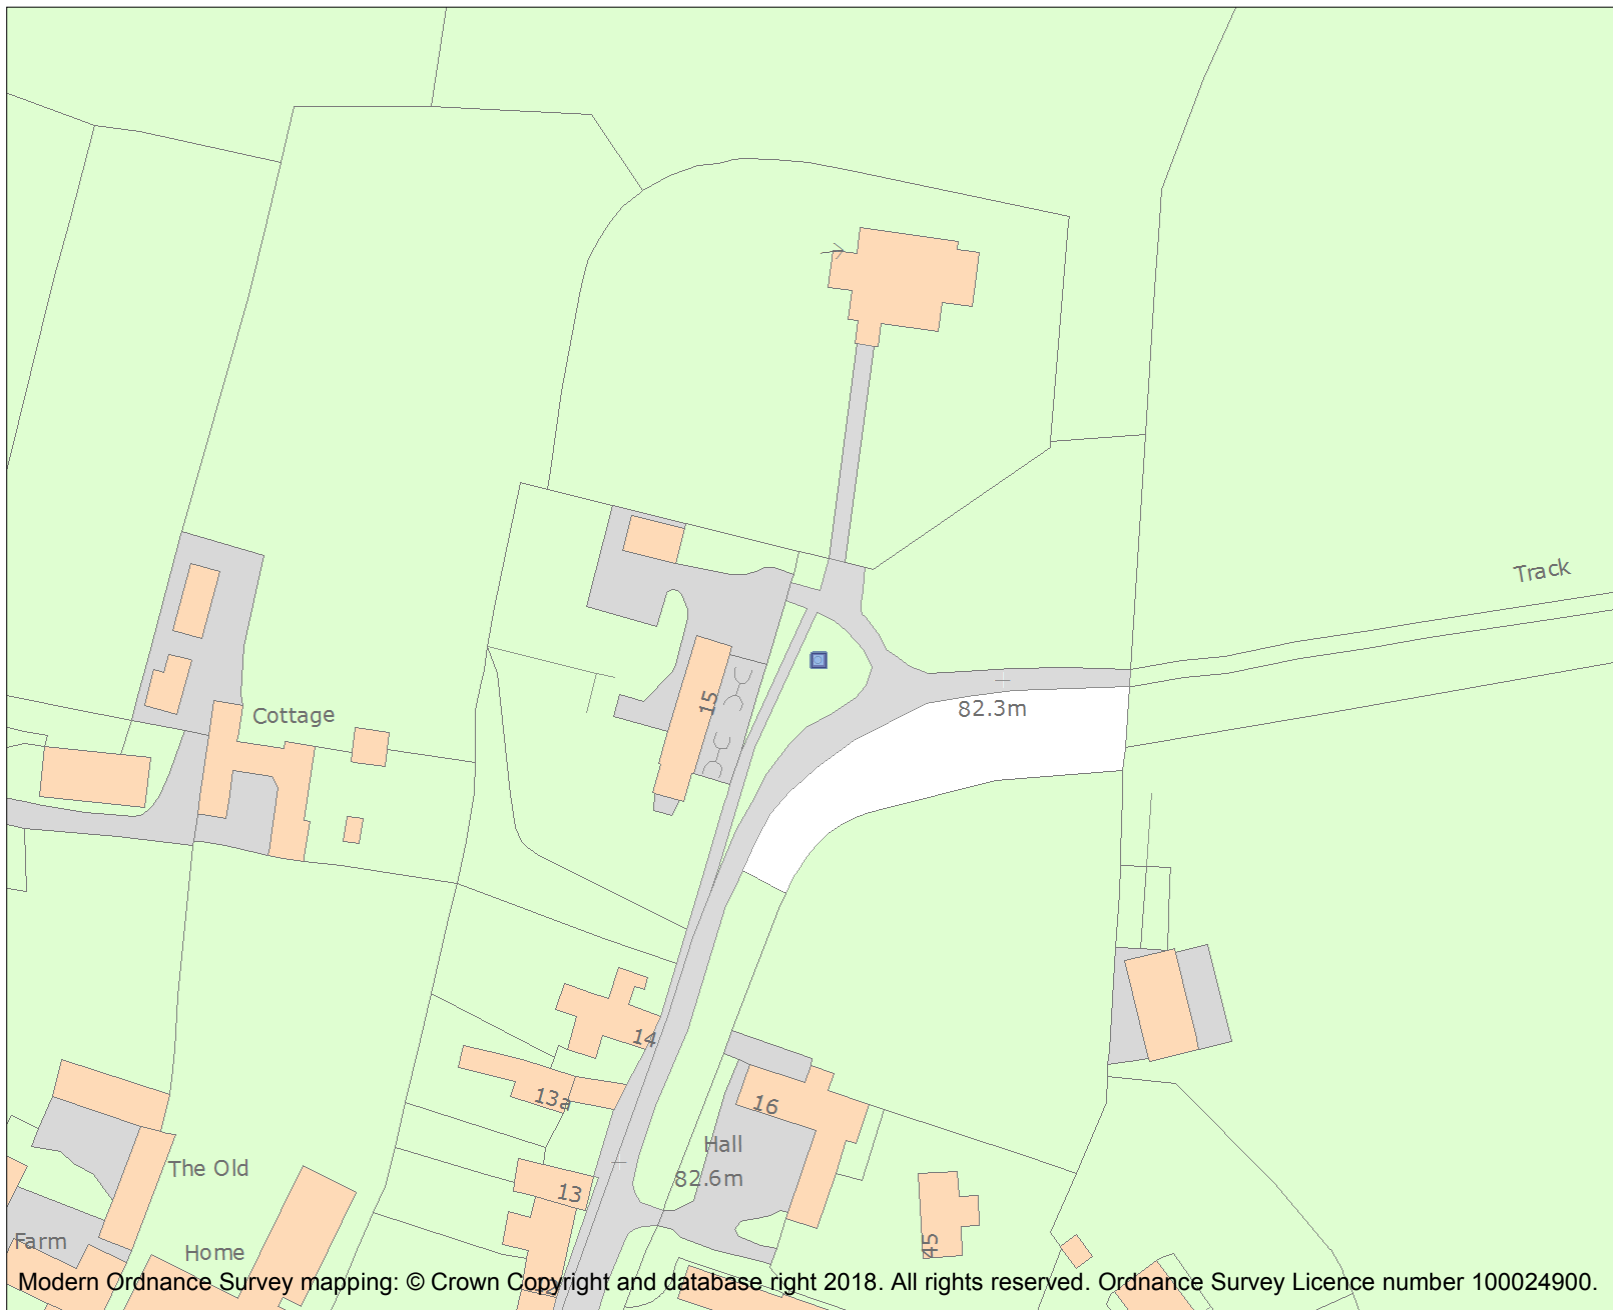 Track
15
Cottage
82.3m
14
13a
16
Hall
The Old
82.6m
13
45
Farm
Home
Modern Ordnance Survey mapping: © Crown Copyright and database right 2018. All rights reserved. Ordnance Survey Licence number 100024900.